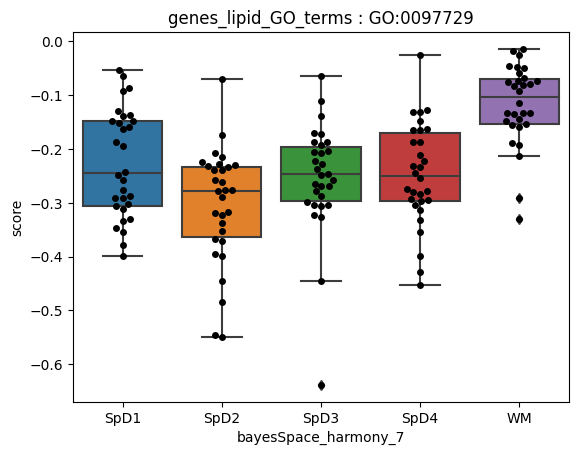 genes_lipid_GO_terms : GO:0097729
0.0
−0.1
−0.2
−0.3
−0.4
−0.5
−0.6
score
SpD1 SpD2 SpD3 SpD4 WM
bayesSpace_harmony_7